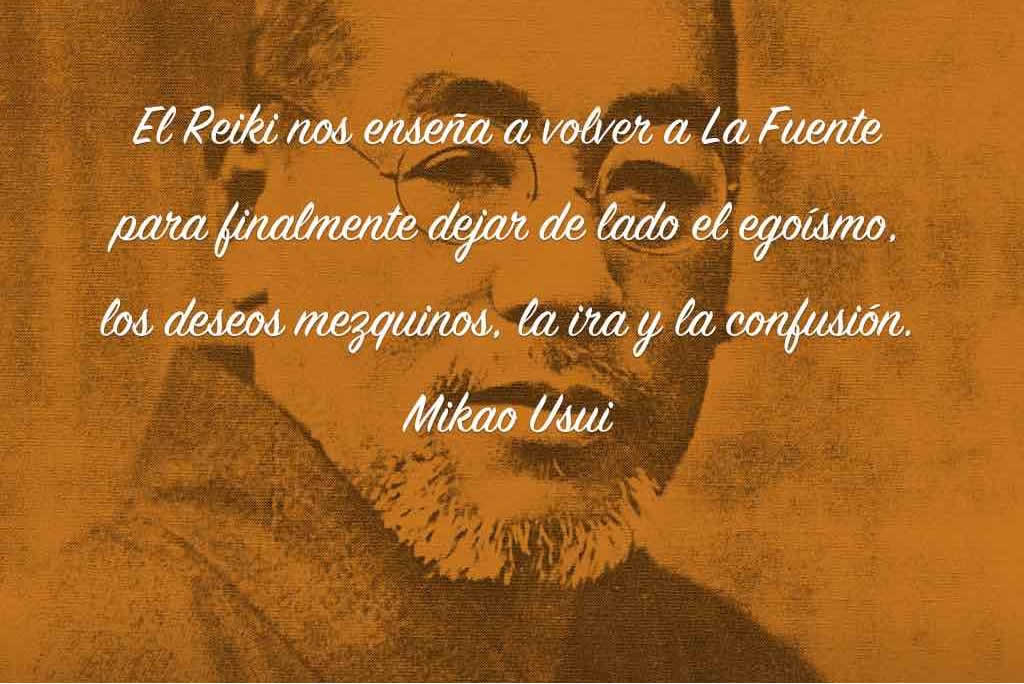 El Reiki nos enseña a volver a La Fuente
para finalmente dejar de lado el egoísmo,
los deseos mezquinos, la ira y la confusión.
Mikao Usui